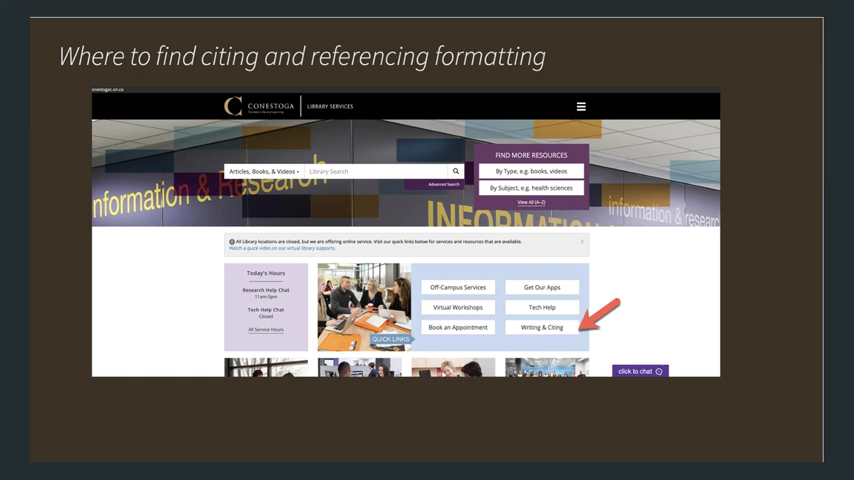 Where to find citing and referencing formatting
conestogac.on.ca
CONESTOGA
LIBRARY SERVICES
FIND MORE RESOURCES
Articles, Books, & Videos
Library Search
By Type, e.g. books, videos
Advanced Search
By Subject, e.g. health sciences
View All (A-Z)
Information & Research
INFORMATION
information & researc
All Library locations are closed, but we are offering online service. Visit our quick links below for services and resources that are available.
Watch a quick video on our virtual library supports.
Today's Hours
Research Help Chat
11am-5pm
Tech Help Chat
Closed
All Service Hours
QUICK LINKS
Off-Campus Services
Get Our Apps
Virtual Workshops
Tech Help
Book an Appointment
Writing & Citing
click to chat